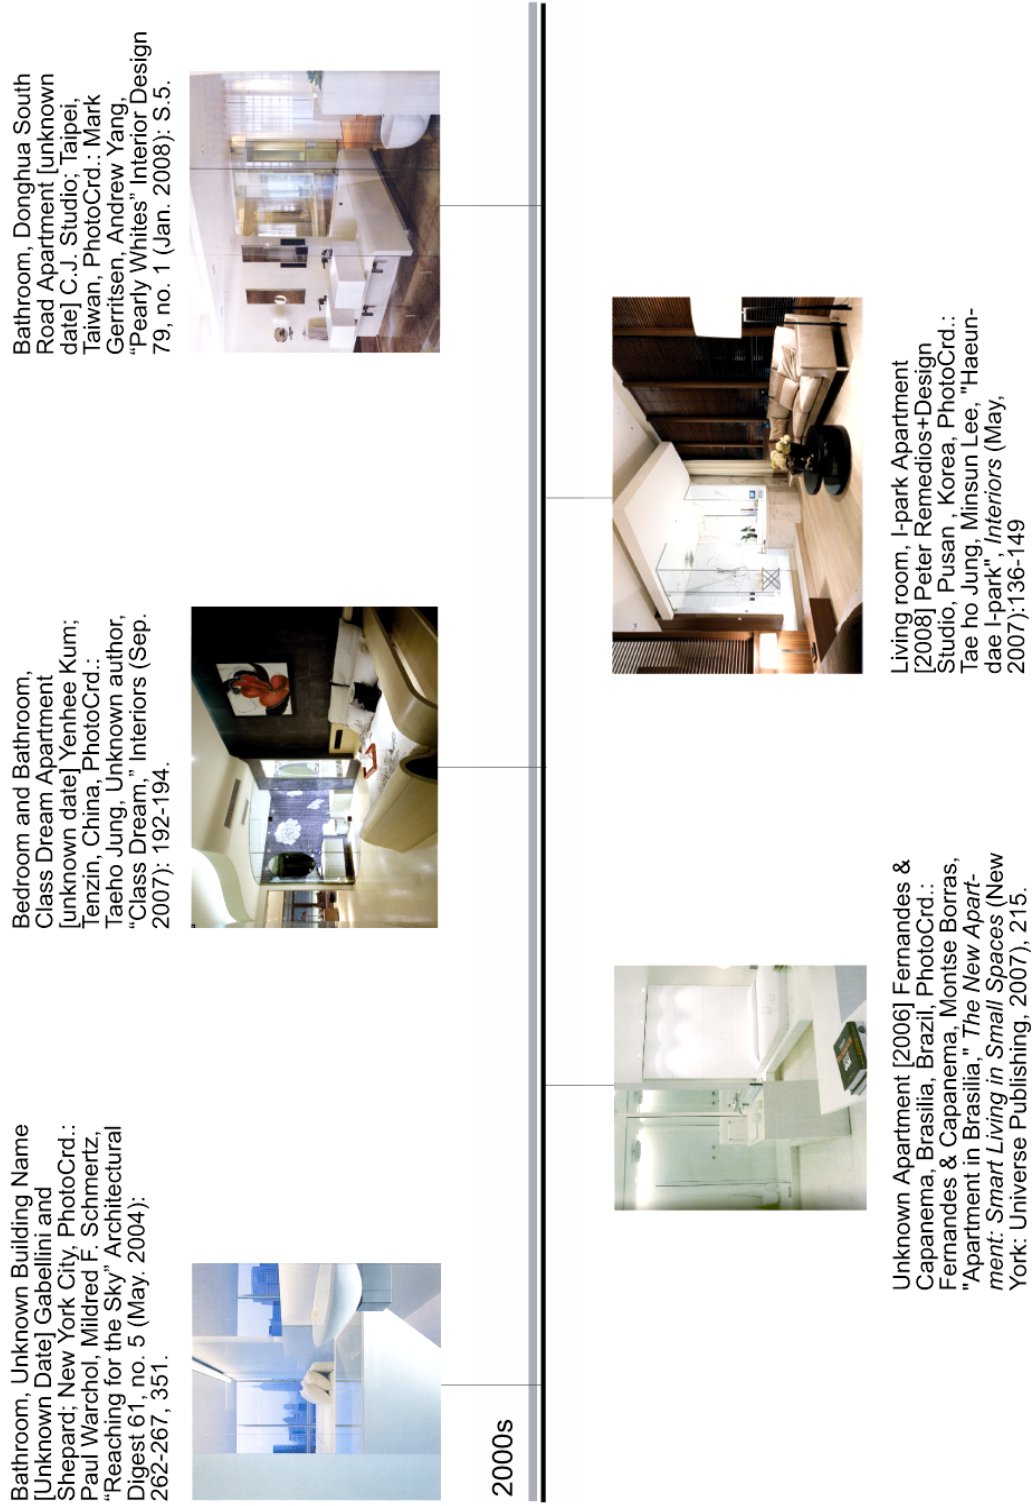 Bathroom, Unknown Building Name
[Unknown Date] Gabellini and
Shepard; New York City, PhotoCrd.:
Paul Warchol, Mildred F. Schmertz,
“Reaching for the Sky” Architectural
Digest 61, no. 5 (May. 2004):
262-267, 351.
Bedroom and Bathroom,
Class Dream Apartment
[unknown date] Yenhee Kum;
Tenzin, China, PhotoCrd.:
Taeho Jung, Unknown author,
“Class Dream,” Interiors (Sep.
2007): 192-194.
Bathroom, Donghua South
Road Apartment [unknown
date] C.J. Studio; Taipei,
Taiwan, PhotoCrd.: Mark
Gerritsen, Andrew Yang,
“Pearly Whites” Interior Design
79, no. 1 (Jan. 2008): S.5.
2000s
Unknown Apartment [2006] Fernandes &
Capanema, Brasilia, Brazil, PhotoCrd.:
Fernandes & Capanema, Montse Borras,
"Apartment in Brasilia," The New Apart-
ment: Smart Living in Small Spaces (New
York: Universe Publishing, 2007), 215.
Living room, I-park Apartment
[2008] Peter Remedios+Design
Studio, Pusan , Korea, PhotoCrd.:
Tae ho Jung, Minsun Lee, "Haeun-
dae I-park", Interiors (May,
2007):136-149